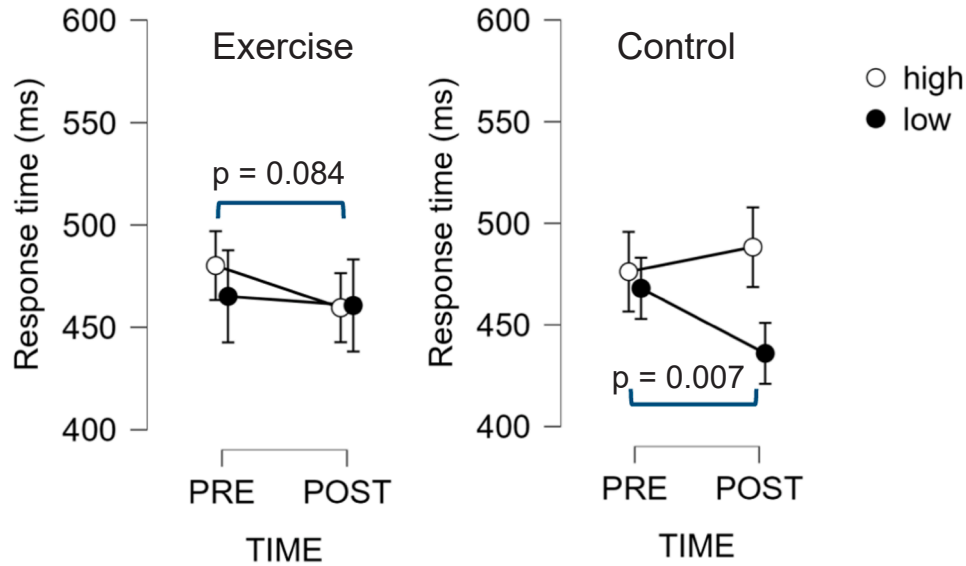 Exercise
Response time (ms)
600
550
500
450
400
p = 0.084
PRE POST
TIME
Control
Response time (ms)
600
550
500
450
400
p = 0.007
PRE POST
TIME
high
low